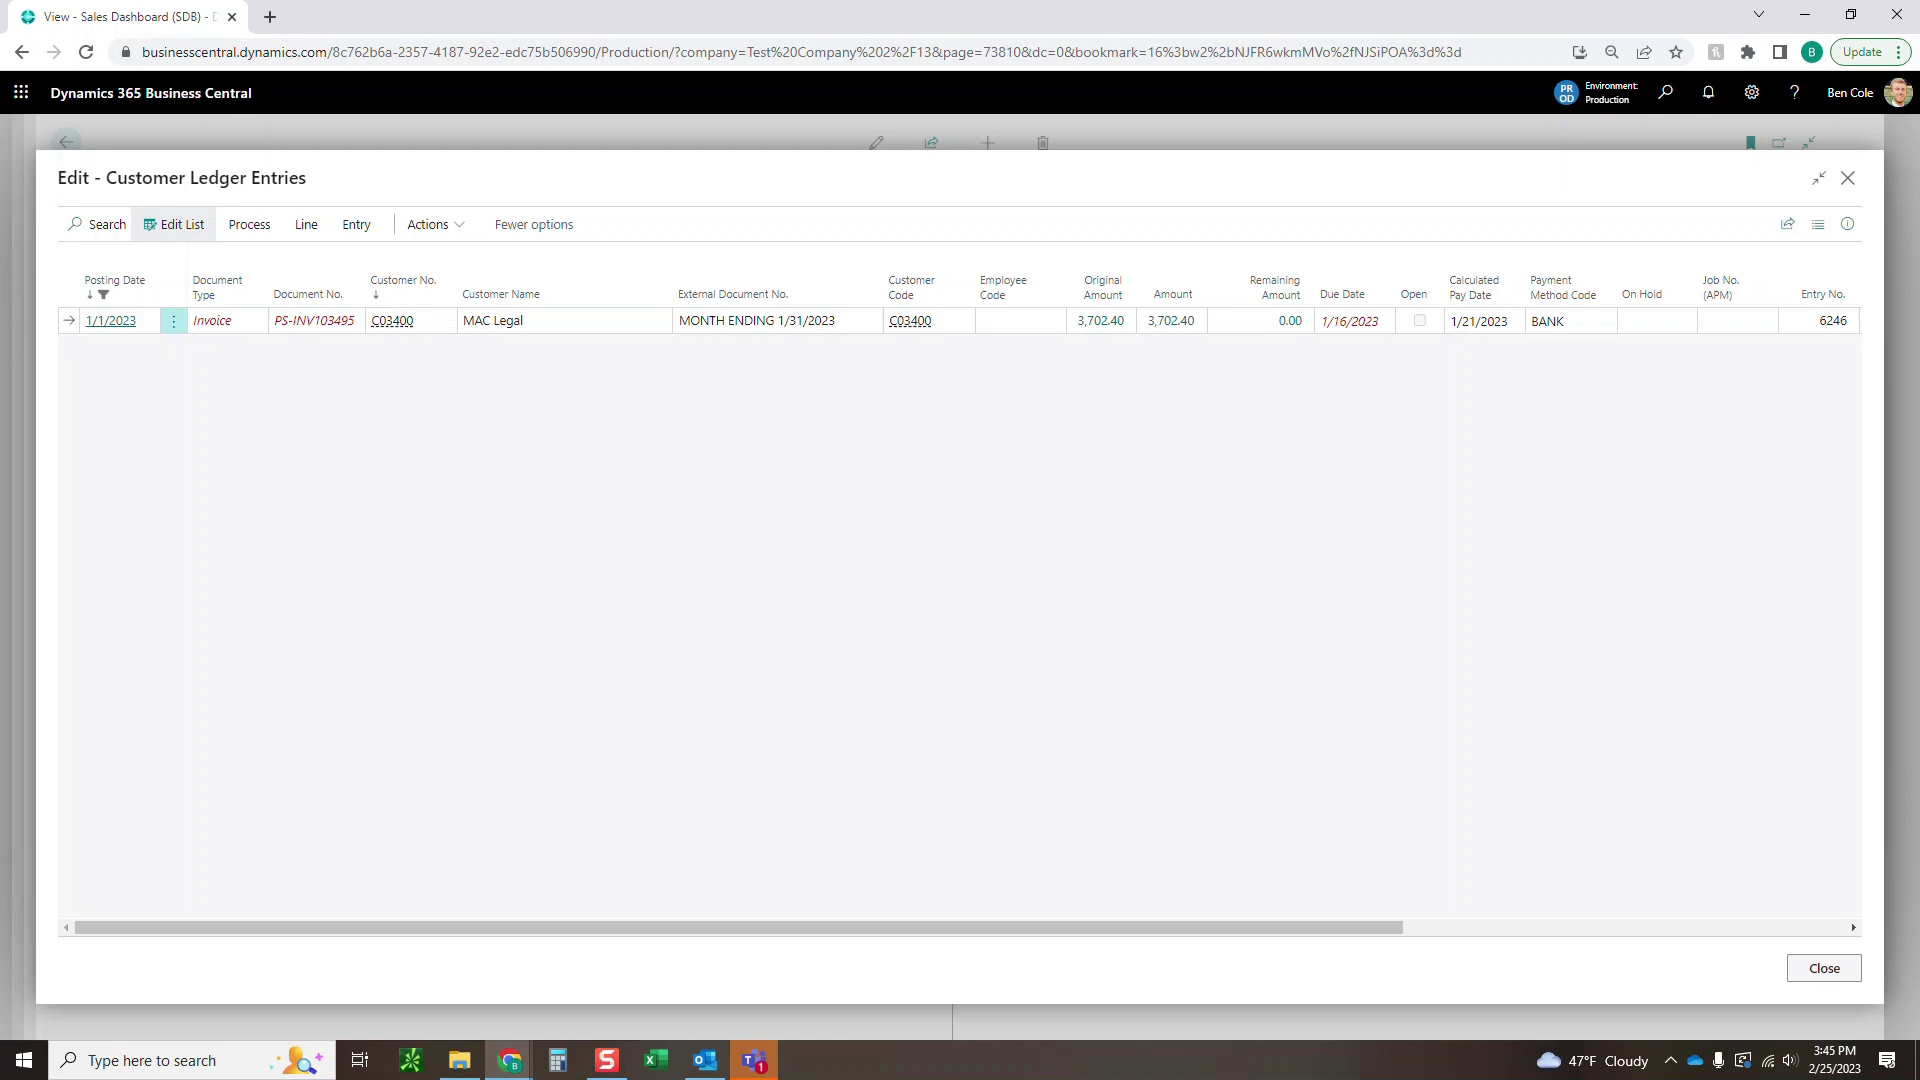 View - Sales Dashboard (SDB) - D
businesscentral.dynamics.com/8c762b6a-2357-4187-92e2-edc75b506990/Production/?company=Test%20Company%202%2F13&page=73810&dc=0&bookmark=16%3bw2%2bNJFR6wkmMVo%2fNJSiPOA%3d%3d
B
Update
Dynamics 365 Business Central
PR
OD
Environment:
Production
?
Ben Cole
Edit - Customer Ledger Entries
Search
Edit List
Process
Line
Entry
Actions
Fewer options
Posting Date
Document
Type
Document No.
Customer No.
Customer Name
External Document No.
Customer
Code
Employee
Code
Original
Amount
Amount
Remaining
Amount
Due Date
Open
Calculated
Pay Date
Payment
Method Code
On Hold
Job No.
(APM)
Entry No.
1/1/2023
Invoice
PS-INV103495
C03400
MAC Legal
MONTH ENDING 1/31/2023
C03400
3,702.40
3,702.40
0.00
1/16/2023
1/21/2023
BANK
6246
Close
Type here to search
47°F Cloudy
3:45 PM
2/25/2023